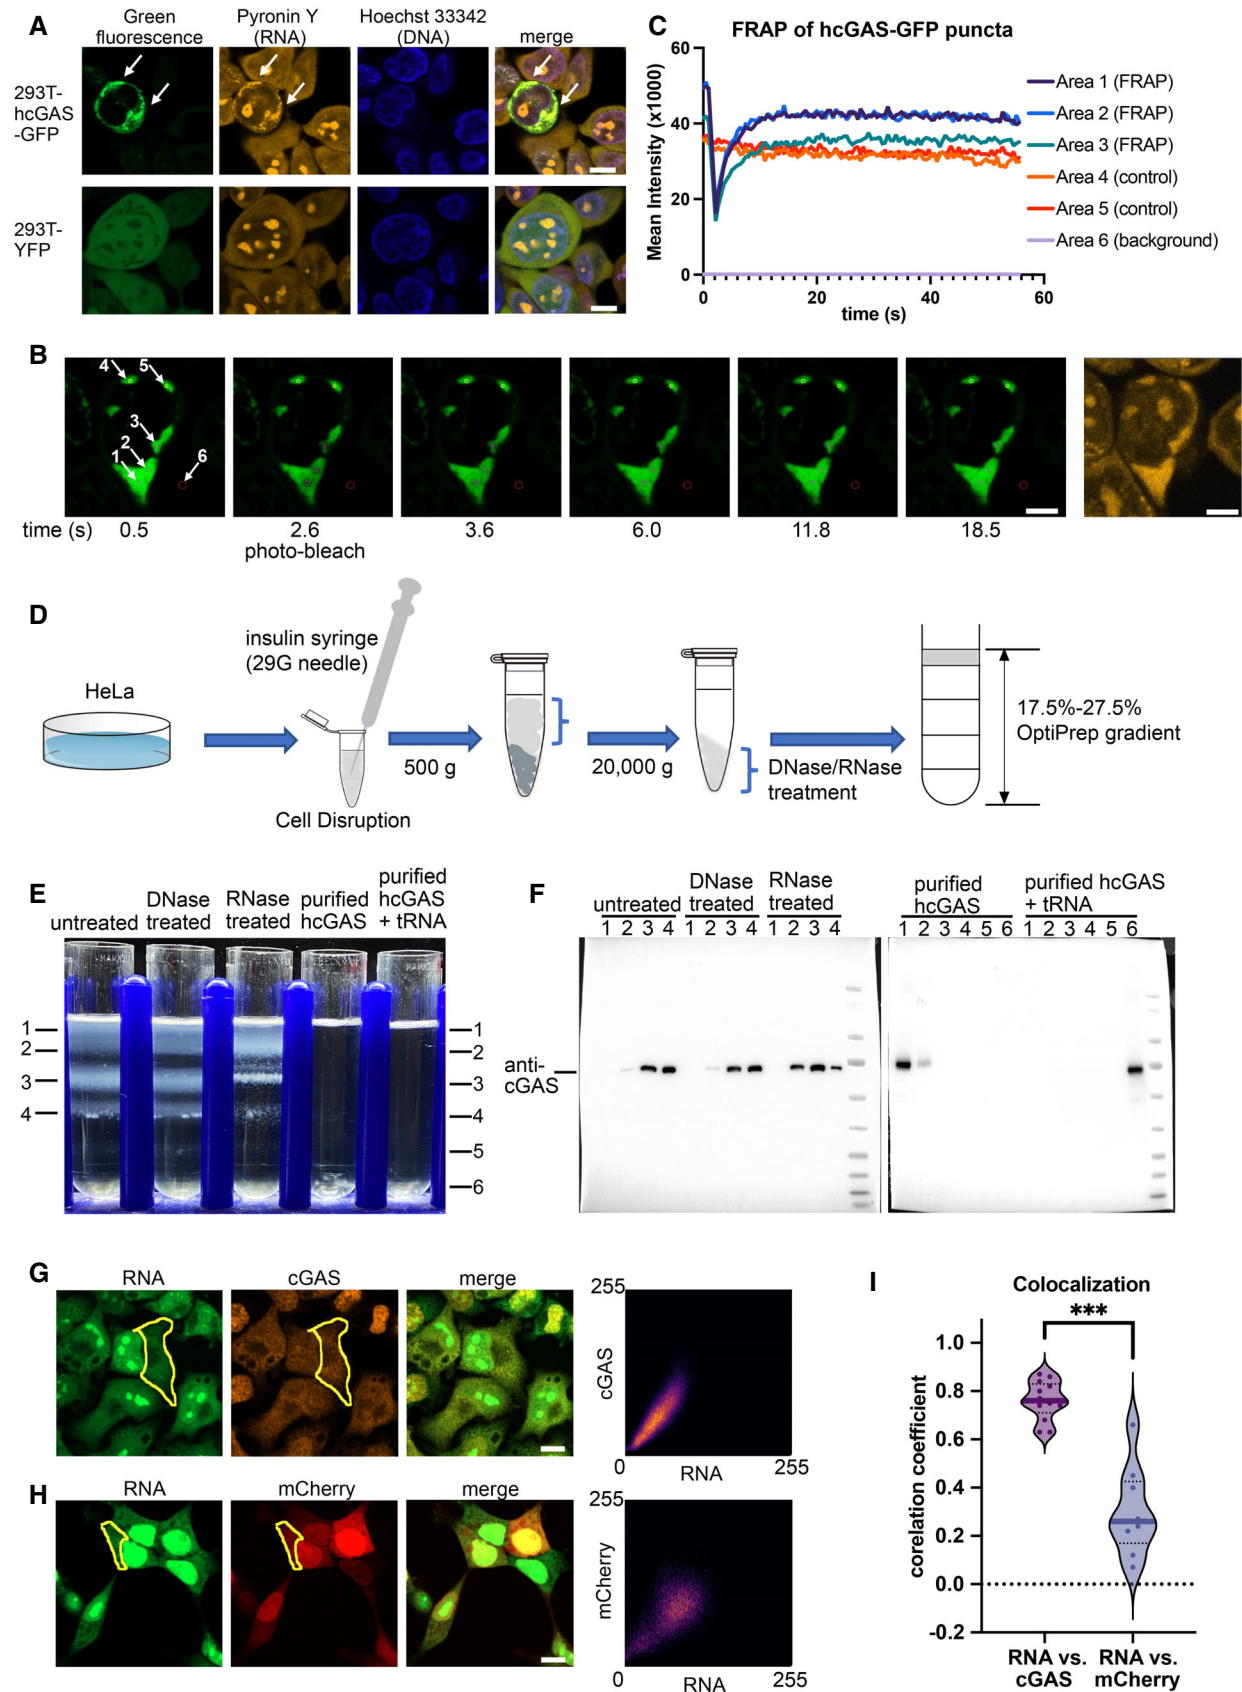 A
Green fluorescence
Pyronin Y (RNA)
Hoechst 33342 (DNA)
merge
293T-hcGAS-GFP
293T-YFP
C
FRAP of hcGAS-GFP puncta
Mean Intensity (x1000)
60
40
20
0
0 20 40 60
time (s)
Area 1 (FRAP)
Area 2 (FRAP)
Area 3 (FRAP)
Area 4 (control)
Area 5 (control)
Area 6 (background)
B
4 5
3
2
1 6
time (s) 0.5 2.6 3.6 6.0 11.8 18.5
photo-bleach
D
HeLa
insulin syringe
(29G needle)
Cell Disruption
500 g
20,000 g
DNase/RNase
treatment
17.5%-27.5%
OptiPrep gradient
E
untreated
DNase treated
RNase treated
purified hcGAS
purified hcGAS + tRNA
1
2
3
4
1
2
3
4
5
6
F
untreated
DNase treated
RNase treated
1 2 3 4 1 2 3 4 1 2 3 4
purified hcGAS
purified hcGAS + tRNA
1 2 3 4 5 6 1 2 3 4 5 6
anti-cGAS
G
RNA
cGAS
merge
255
cGAS
0
RNA
255
H
RNA
mCherry
merge
255
mCherry
0
RNA
255
I
Colocalization
***
corelation coefficient
1.0
0.8
0.6
0.4
0.2
0.0
-0.2
RNA vs. cGAS
RNA vs. mCherry